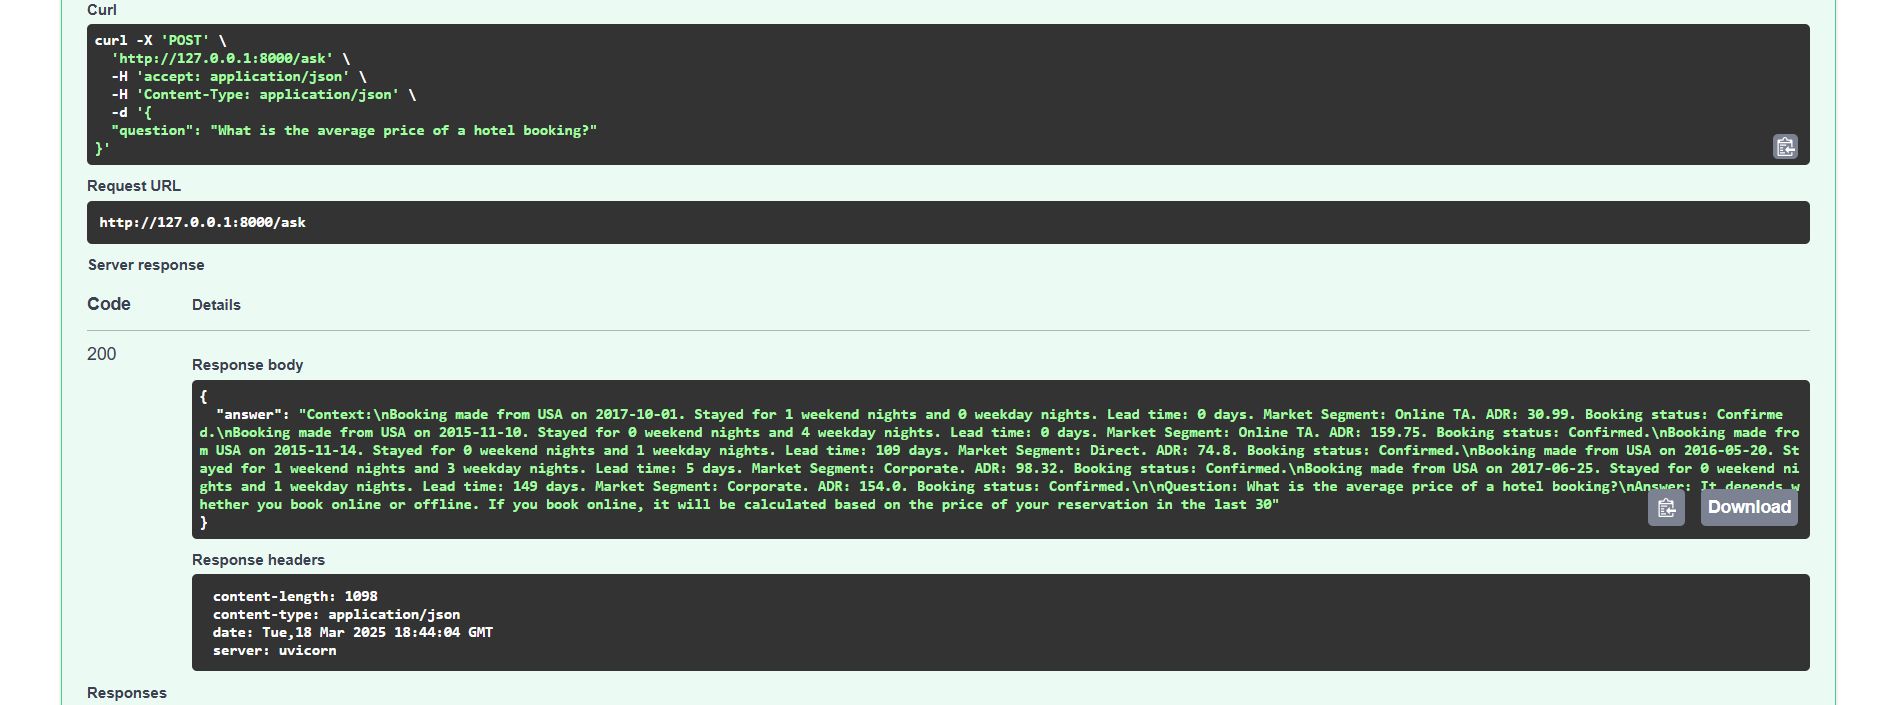 Curl
curl -X 'POST' \
'http://127.0.0.1:8000/ask' \
-H 'accept: application/json' \
-H 'Content-Type: application/json' \
-d '{
"question": "What is the average price of a hotel booking?"
}'
Request URL
http://127.0.0.1:8000/ask
Server response
Code Details
200
Response body
{
"answer": "Context:\nBooking made from USA on 2017-10-01. Stayed for 1 weekend nights and 0 weekday nights. Lead time: 0 days. Market Segment: Online TA. ADR: 30.99. Booking status: Confirme
d.\nBooking made from USA on 2015-11-10. Stayed for 0 weekend nights and 4 weekday nights. Lead time: 0 days. Market Segment: Online TA. ADR: 159.75. Booking status: Confirmed.\nBooking made fro
m USA on 2015-11-14. Stayed for 0 weekend nights and 1 weekday nights. Lead time: 109 days. Market Segment: Direct. ADR: 74.8. Booking status: Confirmed.\nBooking made from USA on 2016-05-20. St
ayed for 1 weekend nights and 3 weekday nights. Lead time: 5 days. Market Segment: Corporate. ADR: 98.32. Booking status: Confirmed.\nBooking made from USA on 2017-06-25. Stayed for 0 weekend ni
ghts and 1 weekday nights. Lead time: 149 days. Market Segment: Corporate. ADR: 154.0. Booking status: Confirmed.\n\nQuestion: What is the average price of a hotel booking?\nAnswer: It depends w
hether you book online or offline. If you book online, it will be calculated based on the price of your reservation in the last 30"
}
Download
Response headers
content-length: 1098
content-type: application/json
date: Tue,18 Mar 2025 18:44:04 GMT
server: uvicorn
Responses